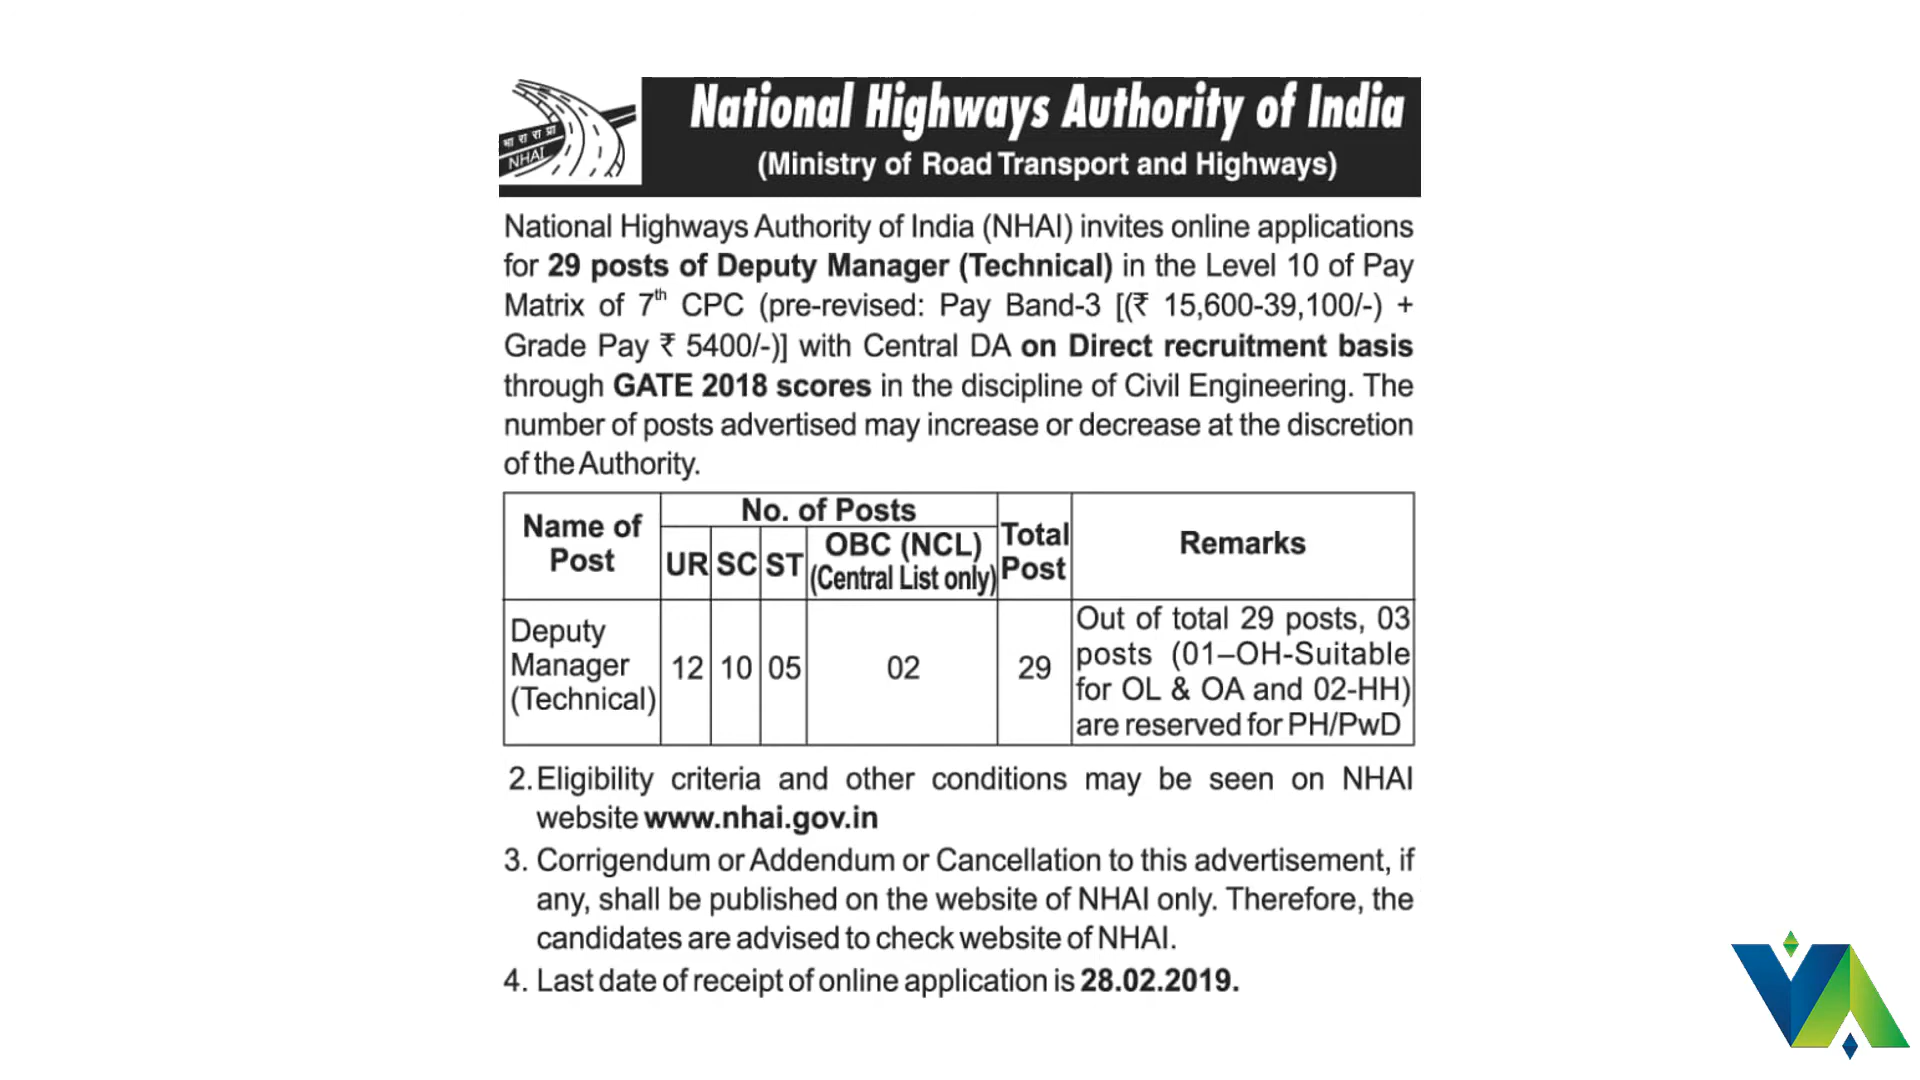 National Highways Authority of India
(Ministry of Road Transport and Highways)
भा रा रा प्रा
NHAI
National Highways Authority of India (NHAI) invites online applications
for 29 posts of Deputy Manager (Technical) in the Level 10 of Pay
Matrix of 7th CPC (pre-revised: Pay Band-3 [(₹ 15,600-39,100/-) +
Grade Pay ₹ 5400/-)] with Central DA on Direct recruitment basis
through GATE 2018 scores in the discipline of Civil Engineering. The
number of posts advertised may increase or decrease at the discretion
of the Authority.
Name of
Post
No. of Posts
UR SC ST OBC (NCL)
(Central List only)
Total
Post
Remarks
Deputy
Manager
(Technical)
12 10 05 02 29
Out of total 29 posts, 03
posts (01–OH-Suitable
for OL & OA and 02-HH)
are reserved for PH/PwD
2. Eligibility criteria and other conditions may be seen on NHAI
website www.nhai.gov.in
3. Corrigendum or Addendum or Cancellation to this advertisement, if
any, shall be published on the website of NHAI only. Therefore, the
candidates are advised to check website of NHAI.
4. Last date of receipt of online application is 28.02.2019.
VA